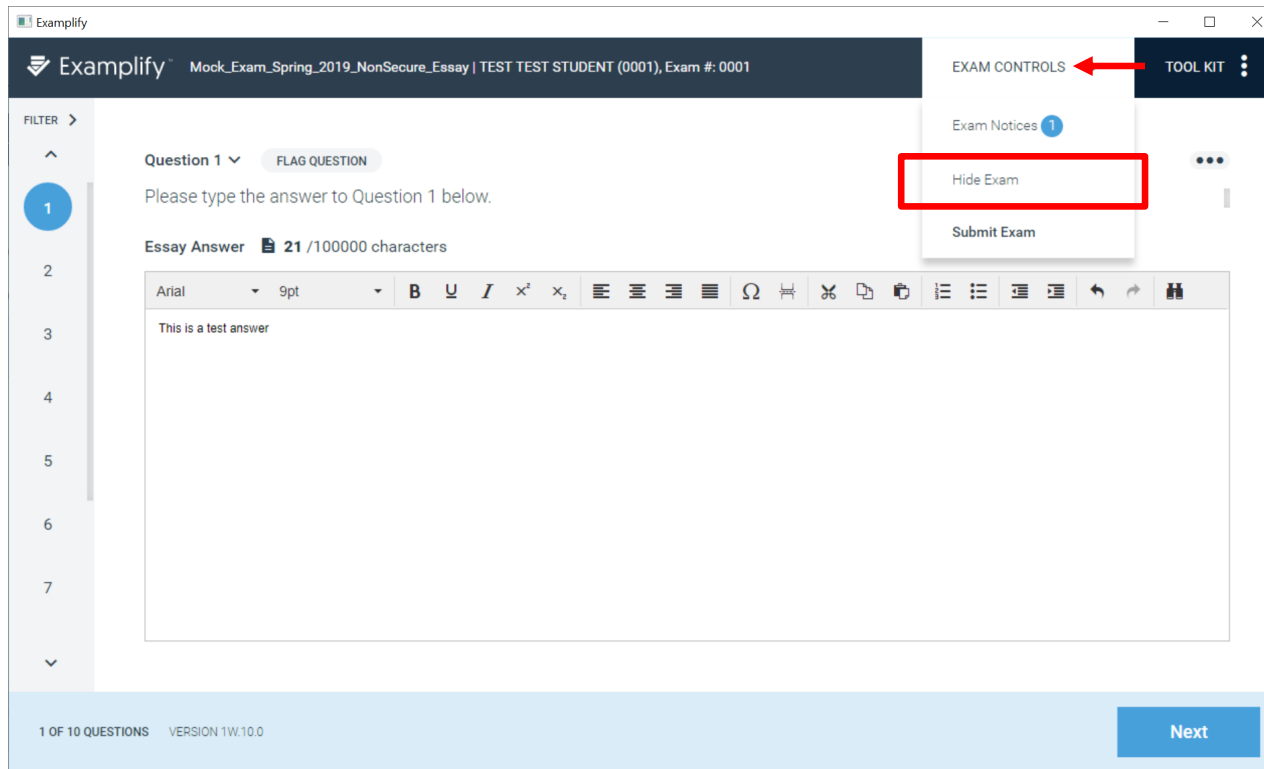 Examplify
Examplify™ Mock_Exam_Spring_2019_NonSecure_Essay | TEST TEST STUDENT (0001), Exam #: 0001 EXAM CONTROLS TOOL KIT
FILTER
Exam Notices 1
Question 1 FLAG QUESTION
Hide Exam
Please type the answer to Question 1 below.
Submit Exam
Essay Answer 21 /100000 characters
Arial 9pt B U I x² x₂ Ω
This is a test answer
1
2
3
4
5
6
7
1 OF 10 QUESTIONS VERSION 1W.10.0 Next